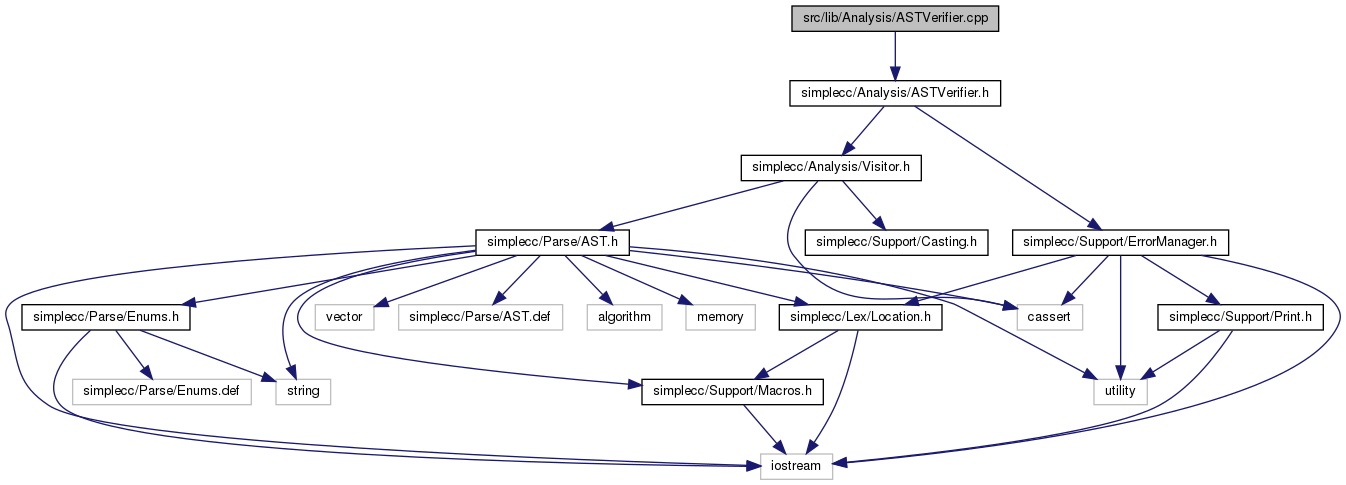 src/lib/Analysis/ASTVerifier.cpp
simplecc/Analysis/ASTVerifier.h
simplecc/Analysis/Visitor.h
simplecc/Parse/AST.h
simplecc/Support/Casting.h
simplecc/Support/ErrorManager.h
simplecc/Parse/Enums.h
vector
simplecc/Parse/AST.def
algorithm
memory
simplecc/Lex/Location.h
cassert
simplecc/Support/Print.h
simplecc/Parse/Enums.def
string
simplecc/Support/Macros.h
utility
iostream